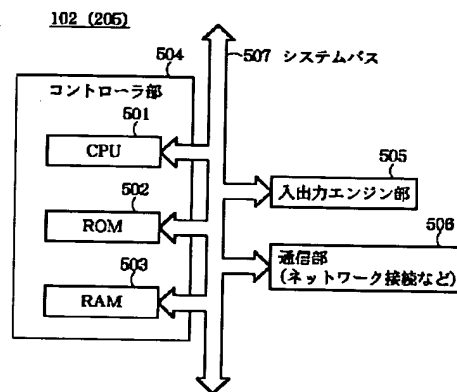 102 (205)
504
507 システムバス
コントローラ部
501
CPU
505
入出力エンジン部
502
ROM
506
通信部
(ネットワーク接続など)
503
RAM